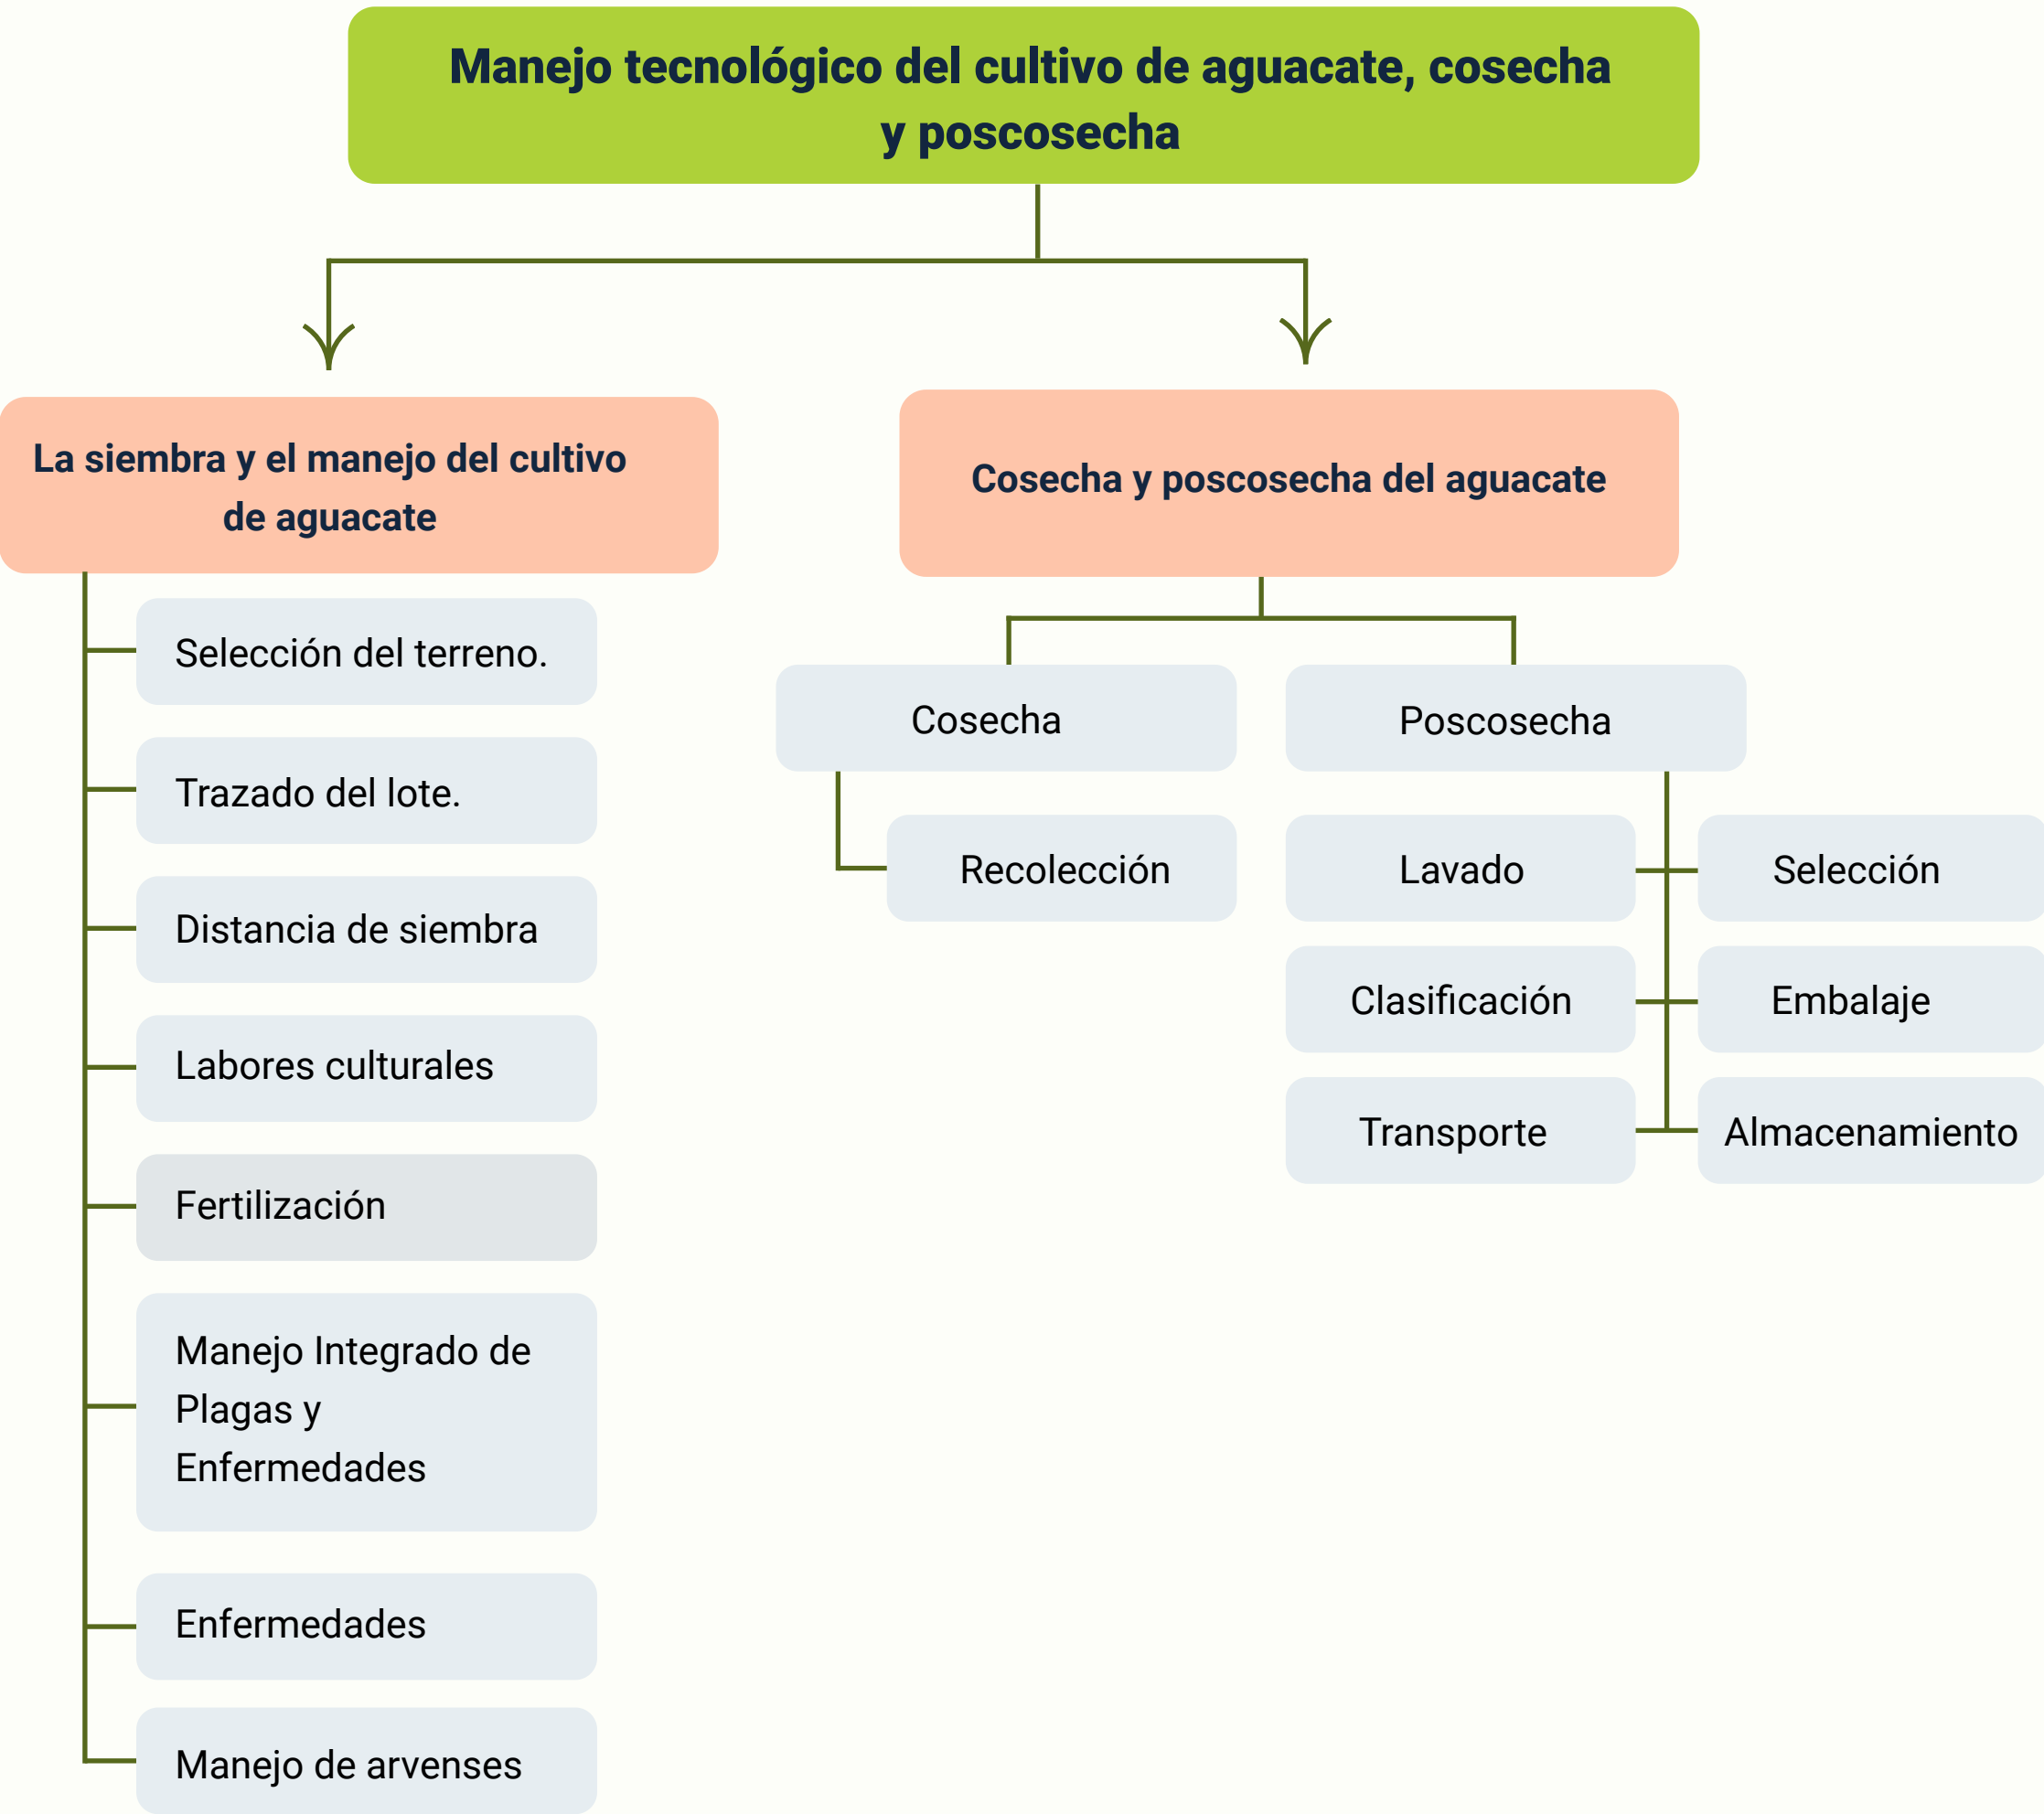 Manejo tecnológico del cultivo de aguacate, cosecha
y poscosecha
La siembra y el manejo del cultivo
de aguacate
Selección del terreno.
Trazado del lote.
Distancia de siembra
Labores culturales
Fertilización
Manejo Integrado de
Plagas y
Enfermedades
Enfermedades
Manejo de arvenses
Cosecha y poscosecha del aguacate
Cosecha
Recolección
Poscosecha
Lavado
Selección
Clasificación
Embalaje
Transporte
Almacenamiento